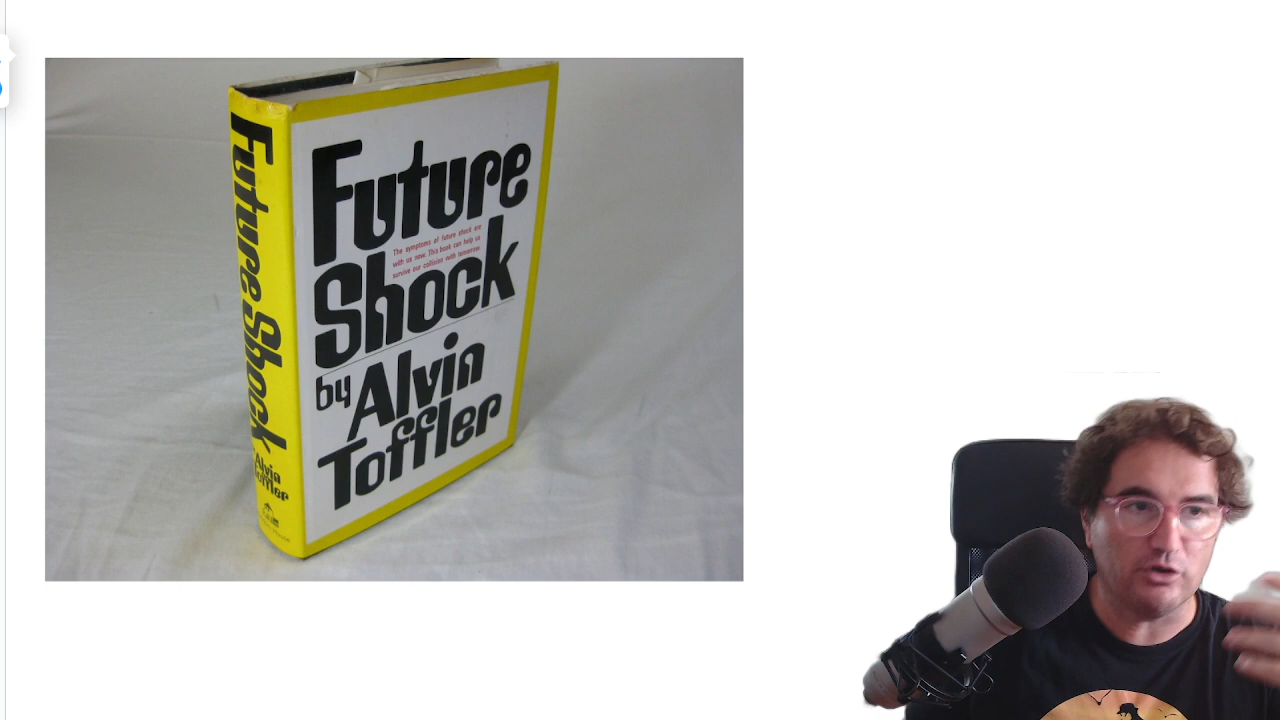 Future
Shock
The symptoms of future shock are
with us now. This book can help us
survive our collision with tomorrow.
by Alvin
Toffler
Future Shock
Alvin
Toffler